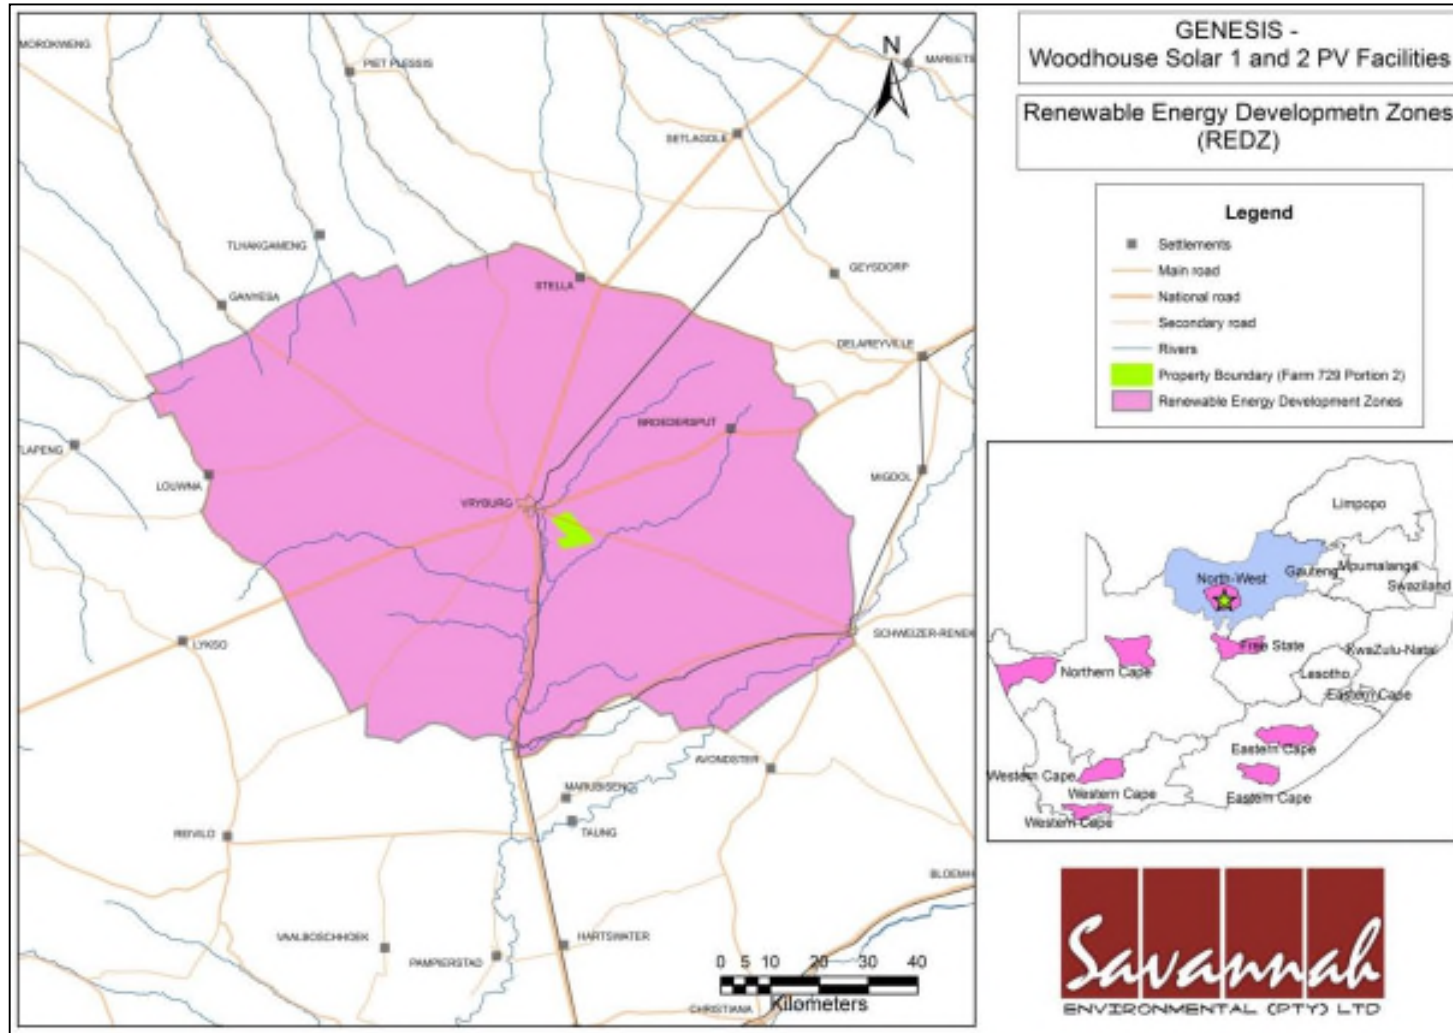 GENESIS -
Woodhouse Solar 1 and 2 PV Facilities
Renewable Energy Developmetn Zones
(REDZ)
Legend
Settlements
Main road
National road
Secondary road
Rivers
Property Boundary (Farm 729 Portion 2)
Renewable Energy Development Zones
N
MOROKWENG
PIET PLESSIS
MAREETS
SETLAGOLE
TLHAKGAMENG
GEYSDORP
STELLA
GANYESA
DELAREYVILLE
BROEDERSPUT
TLAPENG
LOUWNA
MIGDOL
VRYBURG
LYKSO
SCHWEIZER-RENEK
AVONDSTER
TAUNG
REIVILO
BLOEMH
VAALBOSCHHOEK
HARTSWATER
PAMPIERSTAD
CHRISTIANA
0 5 10 20 30 40
Kilometers
Limpopo
North-West
Gauteng
Mpumalanga
Swaziland
Free State
KwaZulu-Natal
Northern Cape
Lesotho
Eastern Cape
Eastern Cape
Western Cape
Western Cape
Eastern Cape
Western Cape
Savannah
ENVIRONMENTAL (PTY) LTD